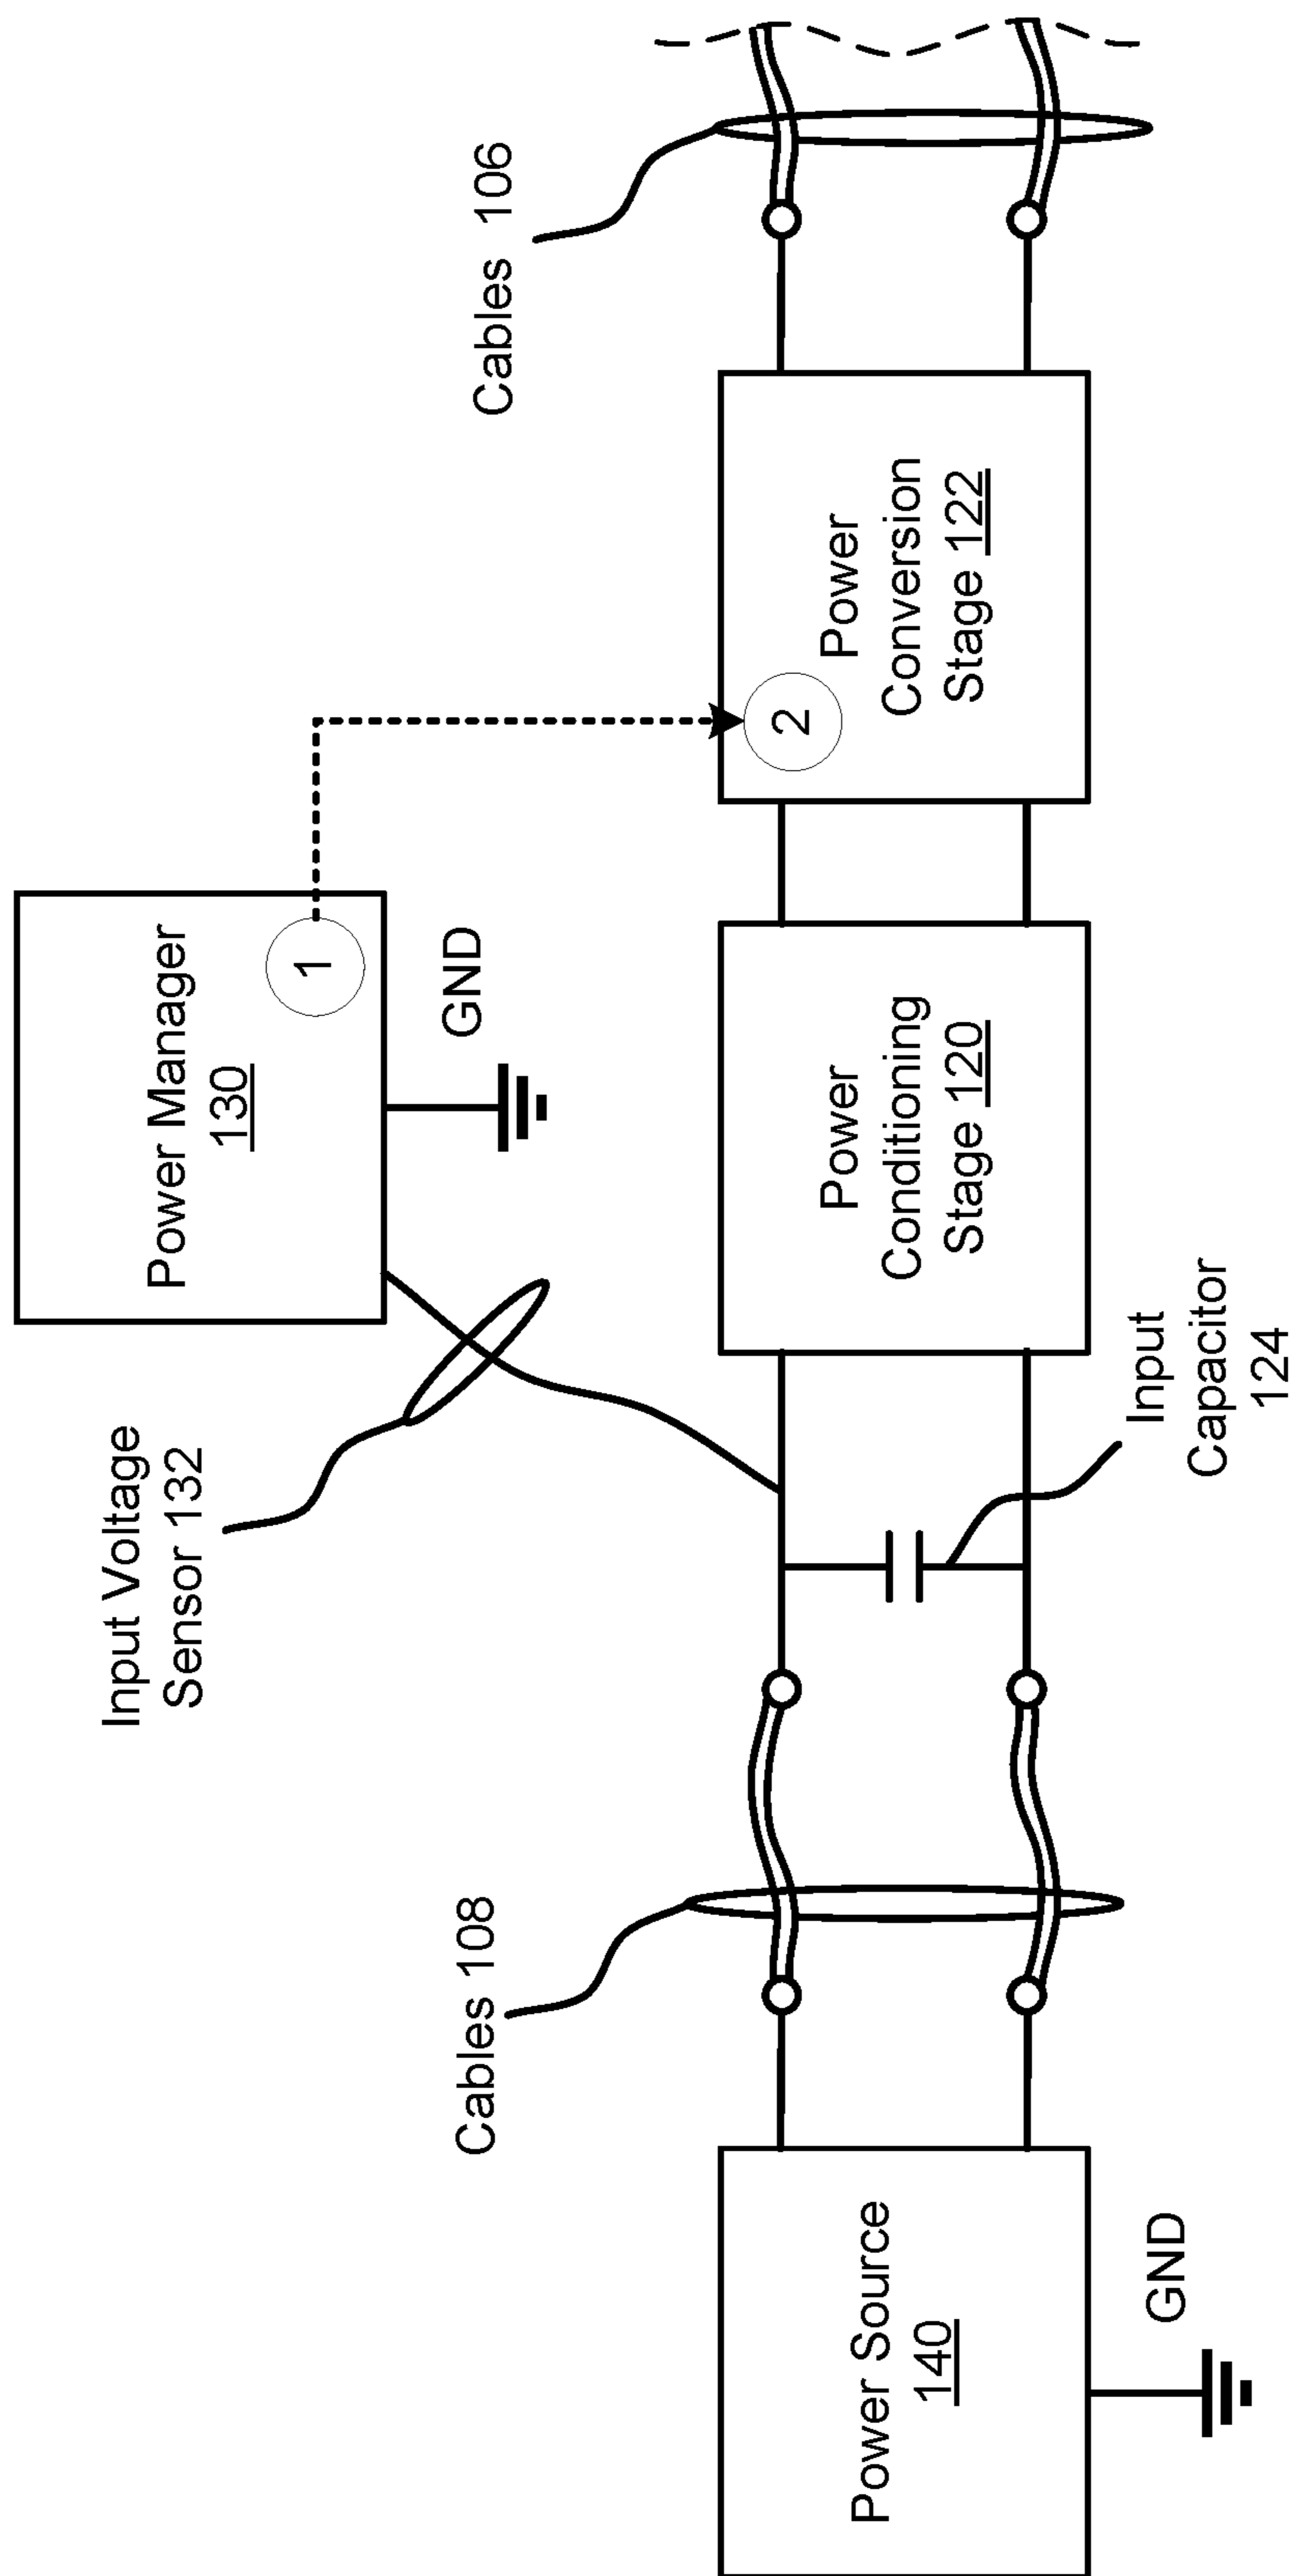 Power Manager
130
1
GND
Input Voltage
Sensor 132
Cables 108
Cables 106
Power Source
140
GND
Power
Conditioning
Stage 120
2
Power
Conversion
Stage 122
Input
Capacitor
124